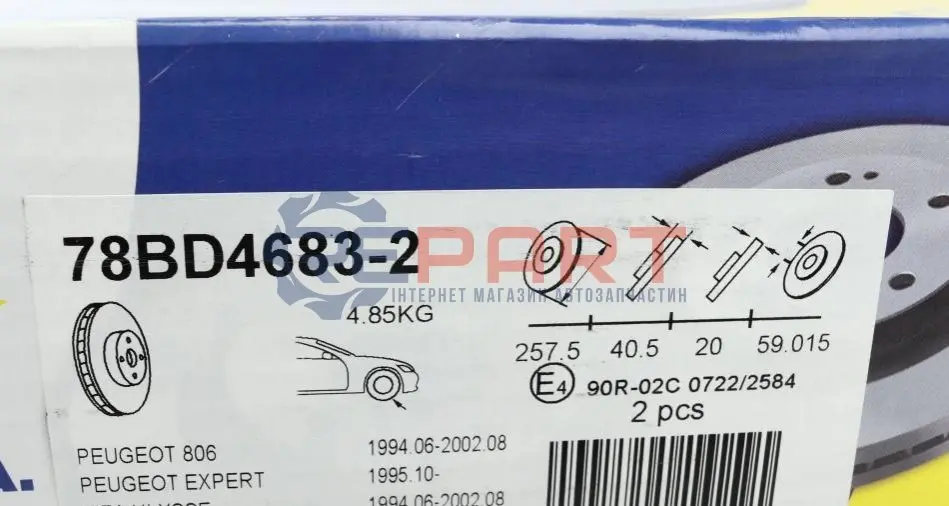 78BD4683-2
EPART
ІНТЕРНЕТ МАГАЗИН АВТОЗАПЧАСТИН
4.85KG
257.5 40.5 20 59.015
E4 90R-02C 0722/2584
2 pcs
PEUGEOT 806 1994.06-2002.08
PEUGEOT EXPERT 1995.10-
1994.06-2002.08
A.